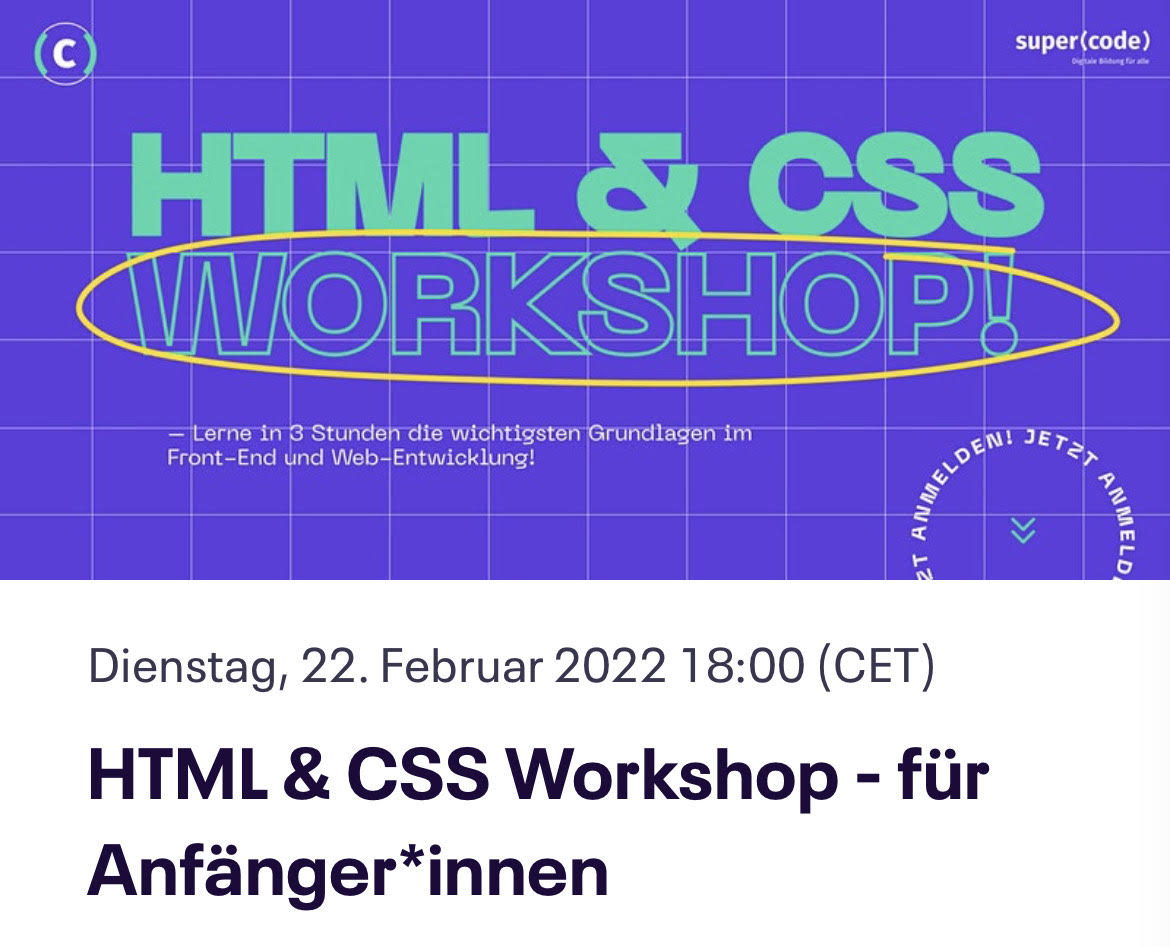 C
super(code)
Digitale Bildung für alle
HTML & CSS
WORKSHOP!
— Lerne in 3 Stunden die wichtigsten Grundlagen im
Front-End und Web-Entwicklung!
ZT ANMELDEN! JETZT ANMELD
Dienstag, 22. Februar 2022 18:00 (CET)
HTML & CSS Workshop - für
Anfänger*innen